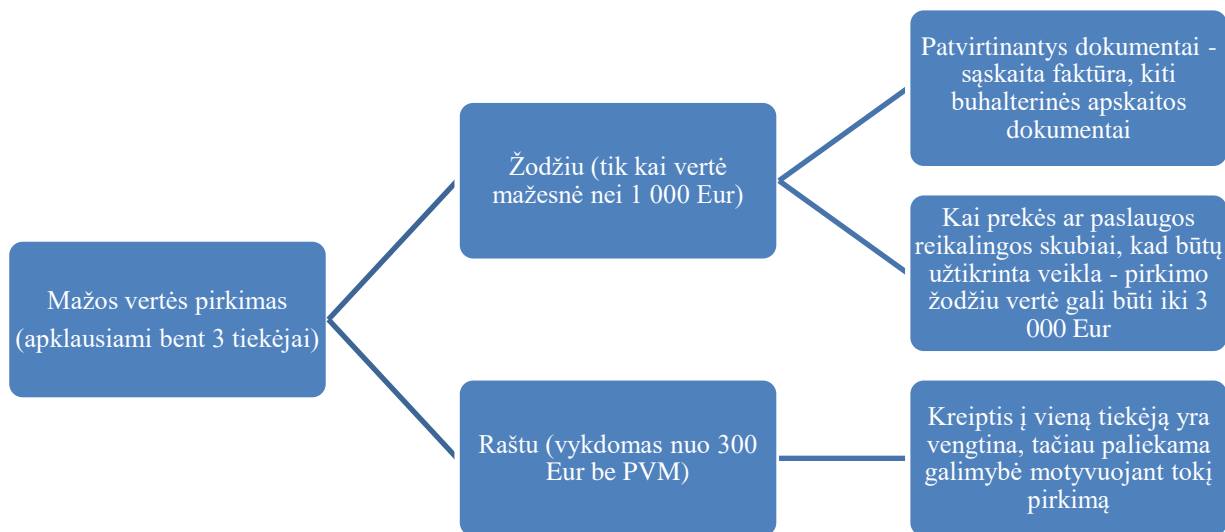 Mažos vertės pirkimas
(apklausiami bent 3 tiekėjai)
Žodžiu (tik kai vertė
mažesnė nei 1 000 Eur)
Patvirtinantys dokumentai -
sąskaita faktūra, kiti
buhalterinės apskaitos
dokumentai
Kai prekės ar paslaugos
reikalingos skubiai, kad būtų
užtikrinta veikla - pirkimo
žodžiu vertė gali būti iki 3
000 Eur
Raštu (vykdomas nuo 300
Eur be PVM)
Kreiptis į vieną tiekėją yra
vengtina, tačiau paliekama
galimybė motyvuojant tokį
pirkimą